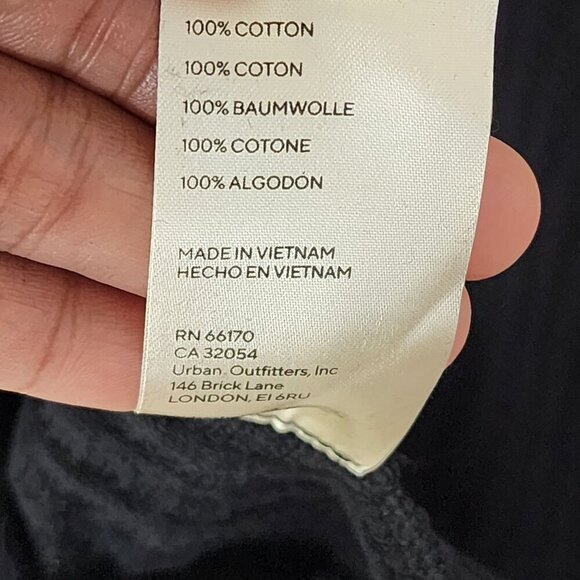 100% COTTON
100% COTON
100% BAUMWOLLE
100% COTONE
100% ALGODÓN
MADE IN VIETNAM
HECHO EN VIETNAM
RN 66170
CA 32054
Urban Outfitters, Inc
146 Brick Lane
LONDON, E1 6RU